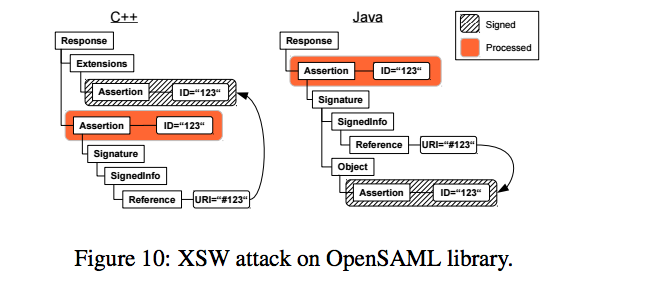 C++
Response
Extensions
Assertion ID=“123“
Assertion ID=“123“
Signature
SignedInfo
Reference URI=“#123“
Java
Response
Assertion ID=“123“
Signature
SignedInfo
Reference URI=“#123“
Object
Assertion ID=“123“
Signed
Processed
Figure 10: XSW attack on OpenSAML library.